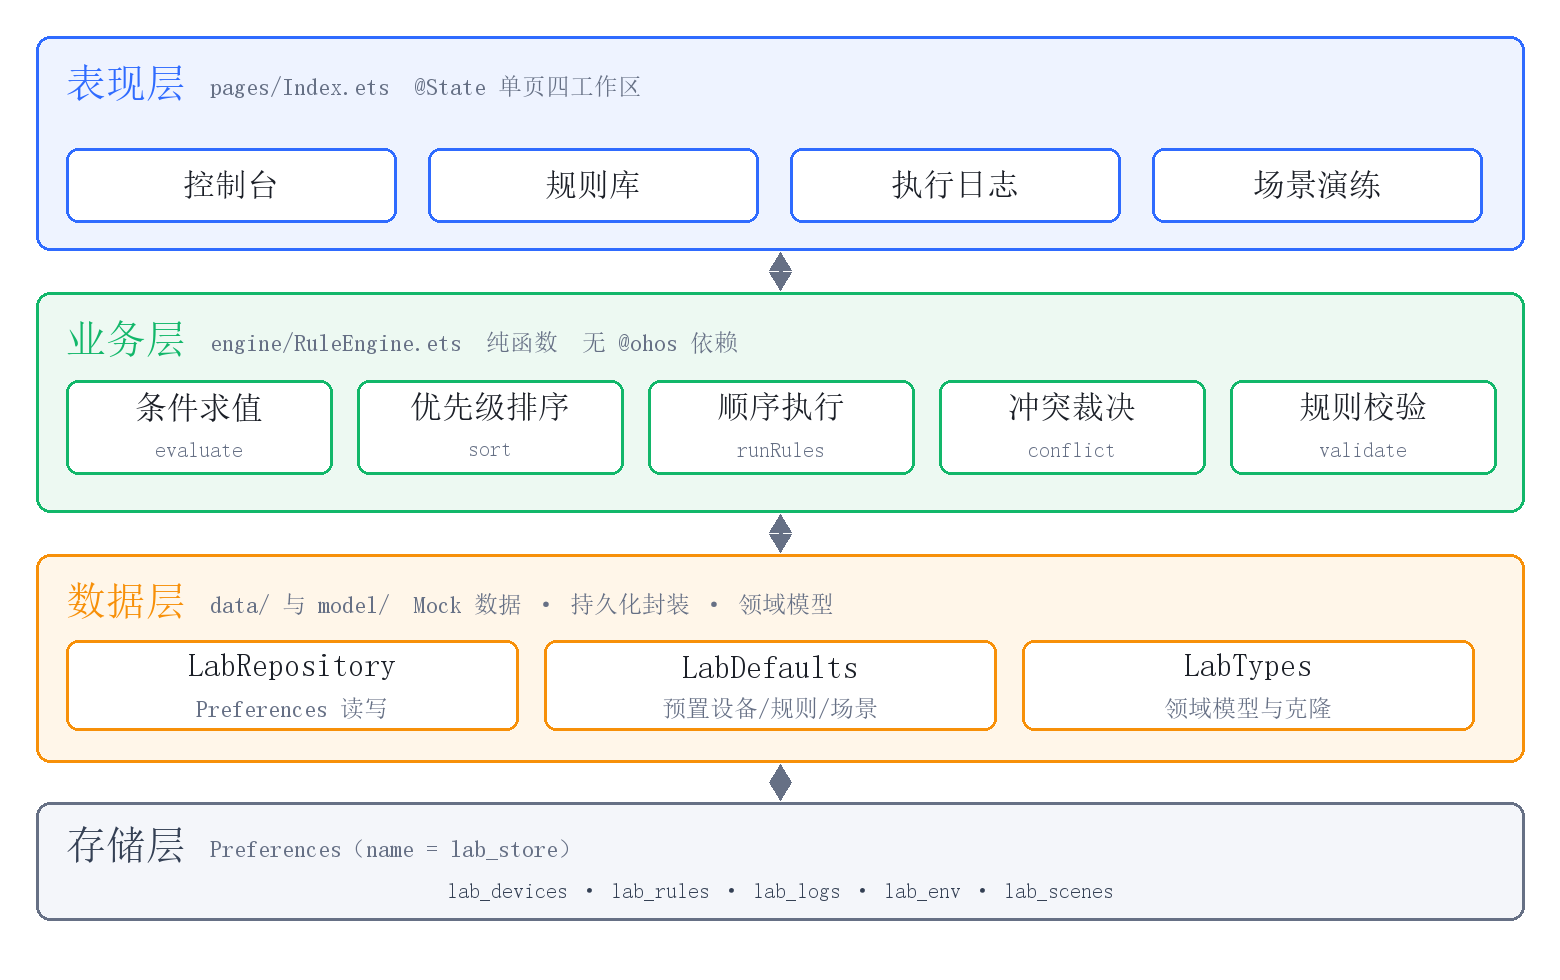 表现层 pages/Index.ets @State 单页四工作区
控制台 规则库 执行日志 场景演练
业务层 engine/RuleEngine.ets 纯函数 无 @ohos 依赖
条件求值 优先级排序 顺序执行 冲突裁决 规则校验
evaluate sort runRules conflict validate
数据层 data/ 与 model/ Mock 数据 • 持久化封装 • 领域模型
LabRepository LabDefaults LabTypes
Preferences 读写 预置设备/规则/场景 领域模型与克隆
存储层 Preferences（name = lab_store）
lab_devices • lab_rules • lab_logs • lab_env • lab_scenes